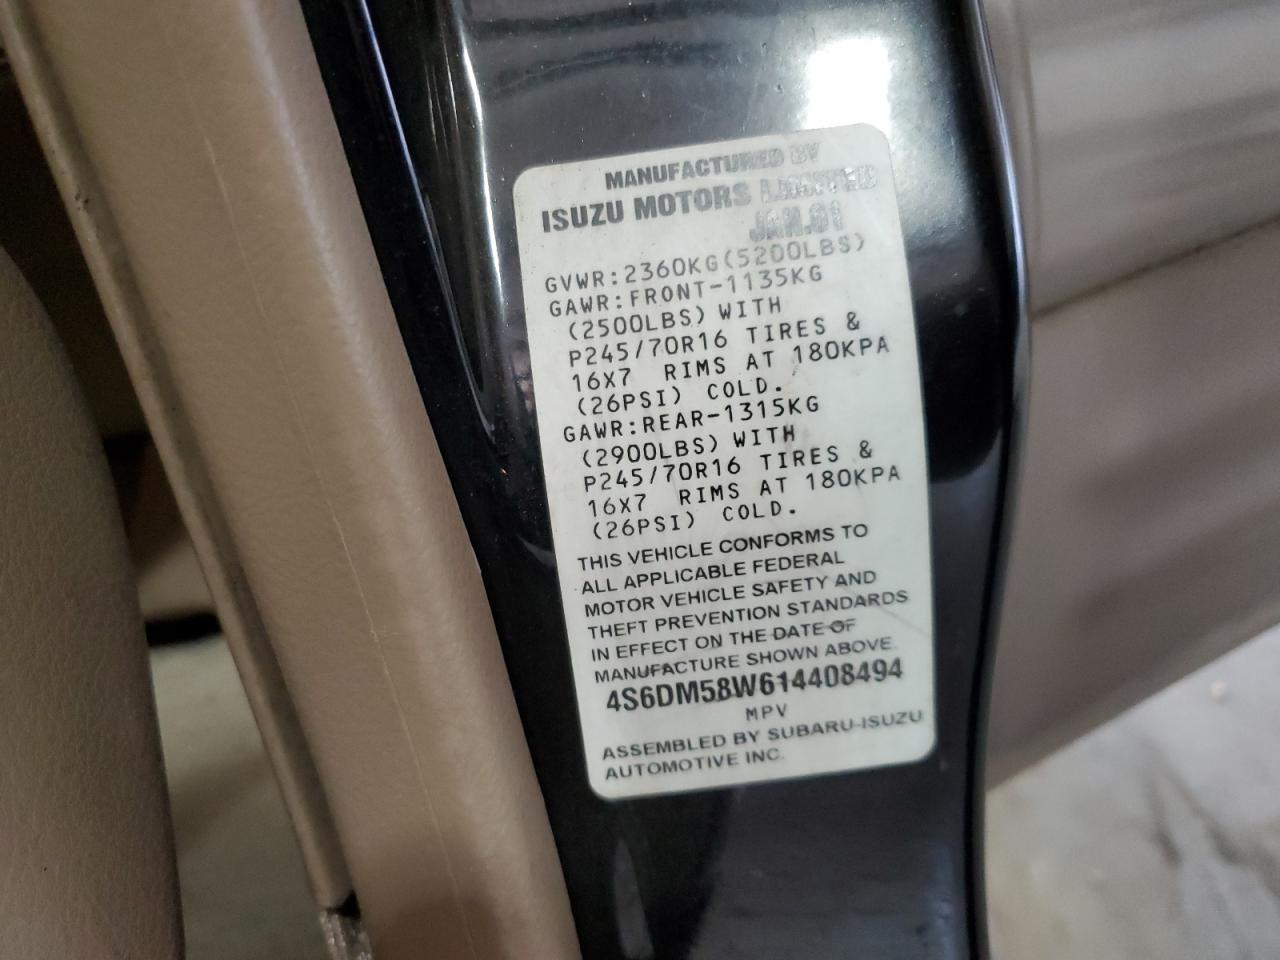 MANUFACTURED BY
ISUZU MOTORS LIMITED
JAN.01
GVWR:2360KG(5200LBS)
GAWR:FRONT-1135KG
(2500LBS) WITH
P245/70R16 TIRES &
16X7 RIMS AT 180KPA
(26PSI) COLD.
GAWR:REAR-1315KG
(2900LBS) WITH
P245/70R16 TIRES &
16X7 RIMS AT 180KPA
(26PSI) COLD.
THIS VEHICLE CONFORMS TO
ALL APPLICABLE FEDERAL
MOTOR VEHICLE SAFETY AND
THEFT PREVENTION STANDARDS
IN EFFECT ON THE DATE OF
MANUFACTURE SHOWN ABOVE.
4S6DM58W614408494
MPV
ASSEMBLED BY SUBARU-ISUZU
AUTOMOTIVE INC.